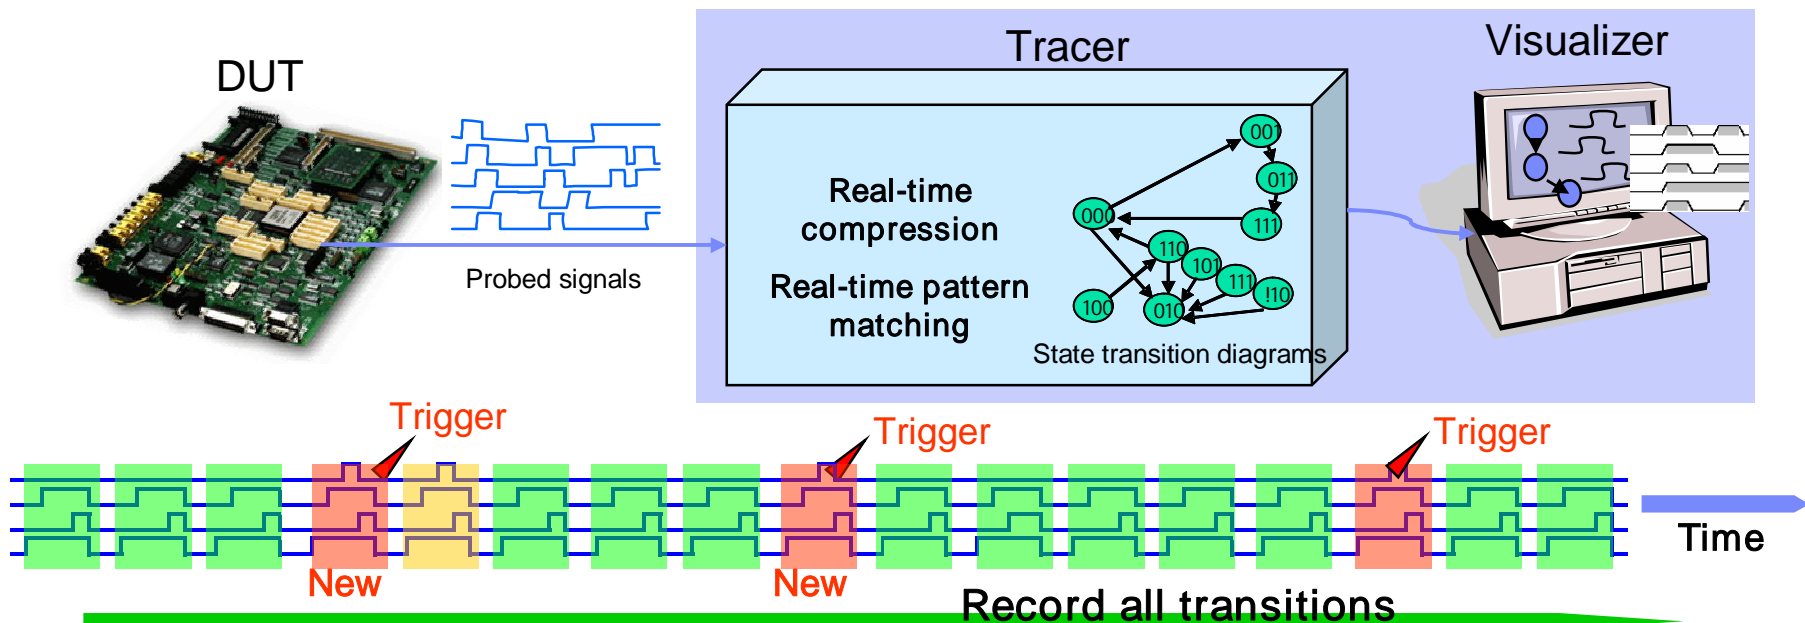 DUT
Tracer
Visualizer
Probed signals
Real-time
compression
Real-time pattern
matching
001
011
000
111
110
101
111
!10
100
010
State transition diagrams
Trigger
Trigger
Trigger
New
New
Time
Record all transitions